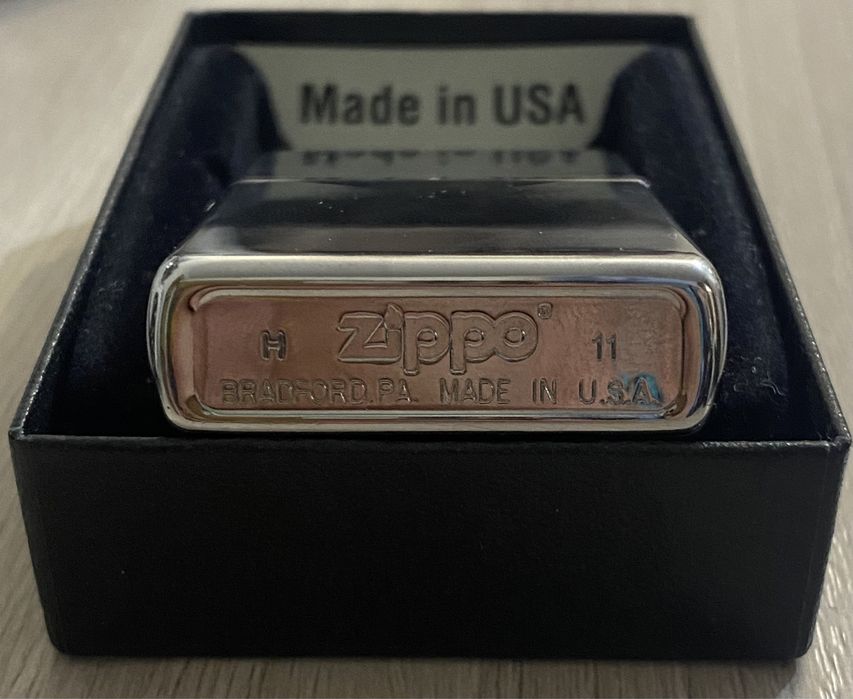 Made in USA
H zippo® 11
BRADFORD.PA. MADE IN U.S.A.